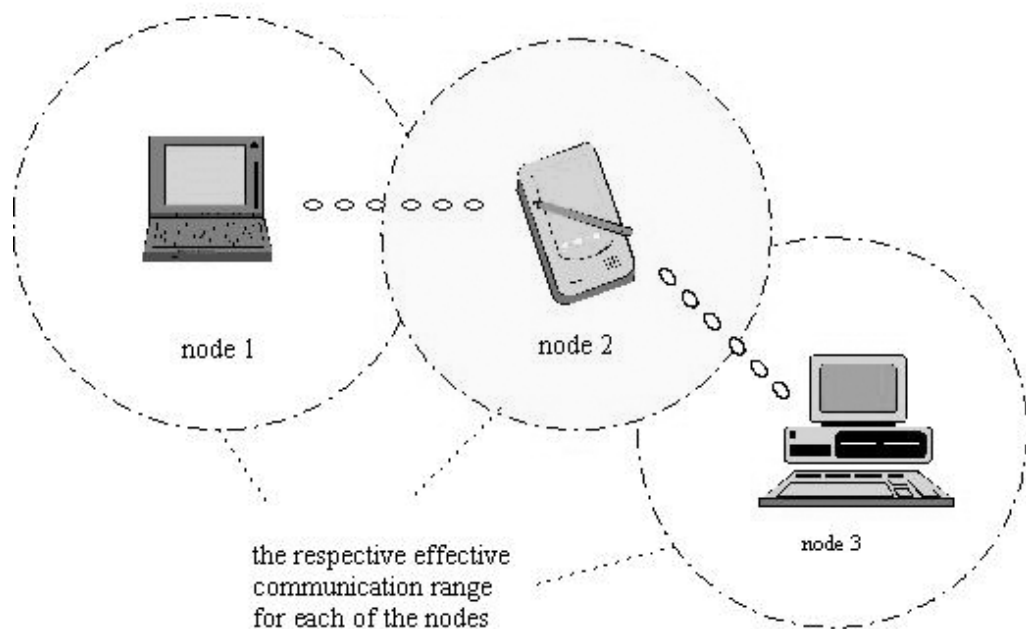 node 1
node 2
node 3
the respective effective
communication range
for each of the nodes